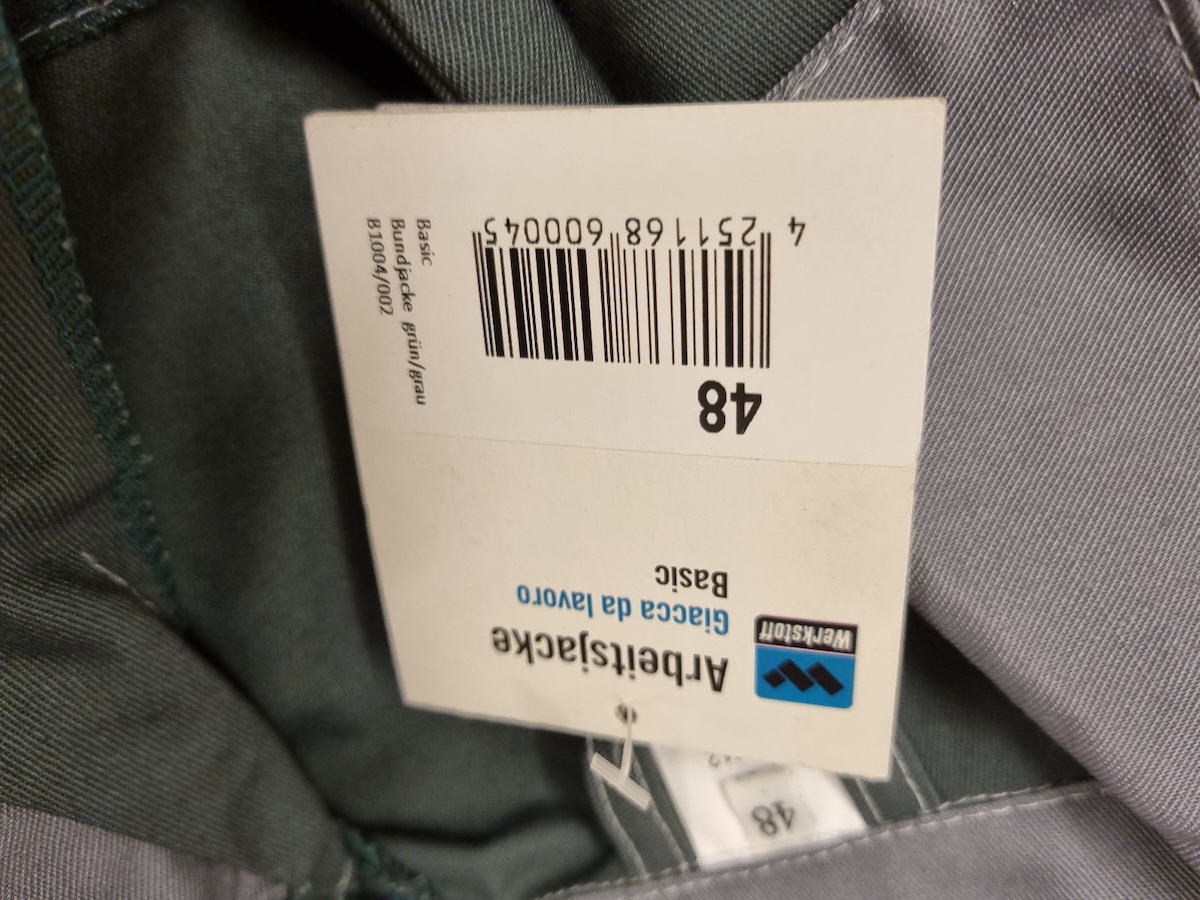 Werkstoff
Arbeitsjacke
Giacca da lavoro
Basic
48
4 251168 600045
Basic
Bundjacke grün/grau
B1004/002
48